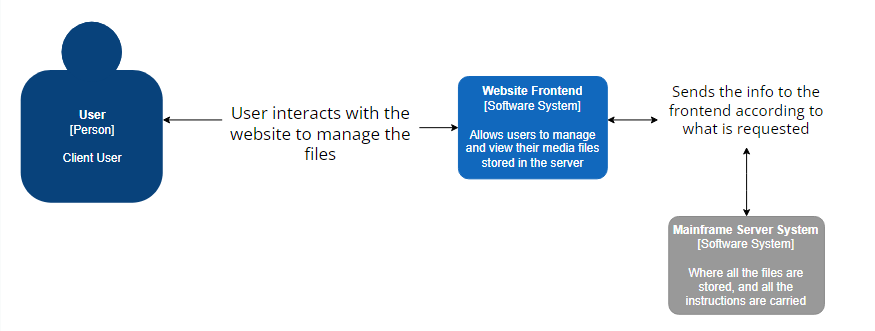 User
[Person]
Client User
User interacts with the
website to manage the
files
Website Frontend
[Software System]
Allows users to manage
and view their media files
stored in the server
Sends the info to the
frontend according to
what is requested
Mainframe Server System
[Software System]
Where all the files are
stored, and all the
instructions are carried